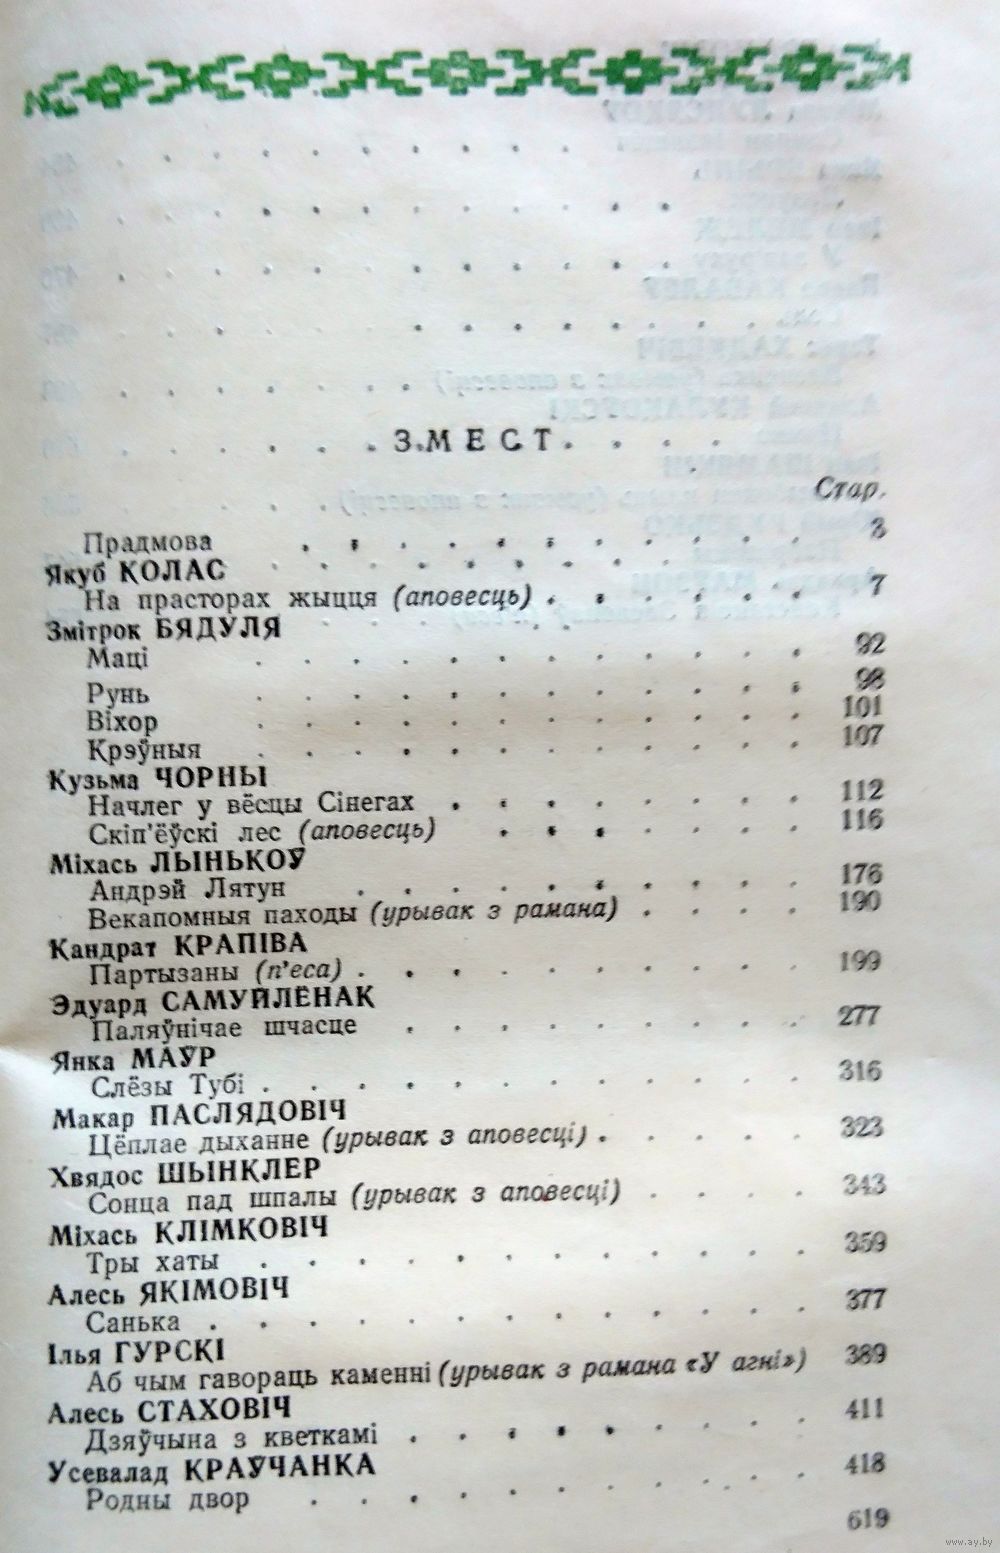 ЗМЕСТ
Стар.
Прадмова 3
Якуб КОЛАС
На прасторах жыцця (аповесць) 7
Змітрок БЯДУЛЯ
Маці 92
Рунь 98
Віхор 101
Крэўныя 107
Кузьма ЧОРНЫ
Начлег у вёсцы Сінегах 112
Скіп'ёўскі лес (аповесць) 116
Міхась ЛЫНЬКОЎ
Андрэй Лятун 176
Векапомныя паходы (урывак з рамана) 190
Кандрат КРАПІВА
Партызаны (п'еса) 199
Эдуард САМУЙЛЁНАК
Паляўнічае шчасце 277
Янка МАЎР
Слёзы Тубі 316
Макар ПАСЛЯДОВІЧ
Цёплае дыханне (урывак з аповесці) 323
Хвядос ШЫНКЛЕР
Сонца пад шпалы (урывак з аповесці) 343
Міхась КЛІМКОВІЧ
Тры хаты 359
Алесь ЯКІМОВІЧ
Санька 377
Ілья ГУРСКІ
Аб чым гавораць каменні (урывак з рамана «У агні») 389
Алесь СТАХОВІЧ
Дзяўчына з кветкамі 411
Усевалад КРАЎЧАНКА
Родны двор 418
619
www.ay.by